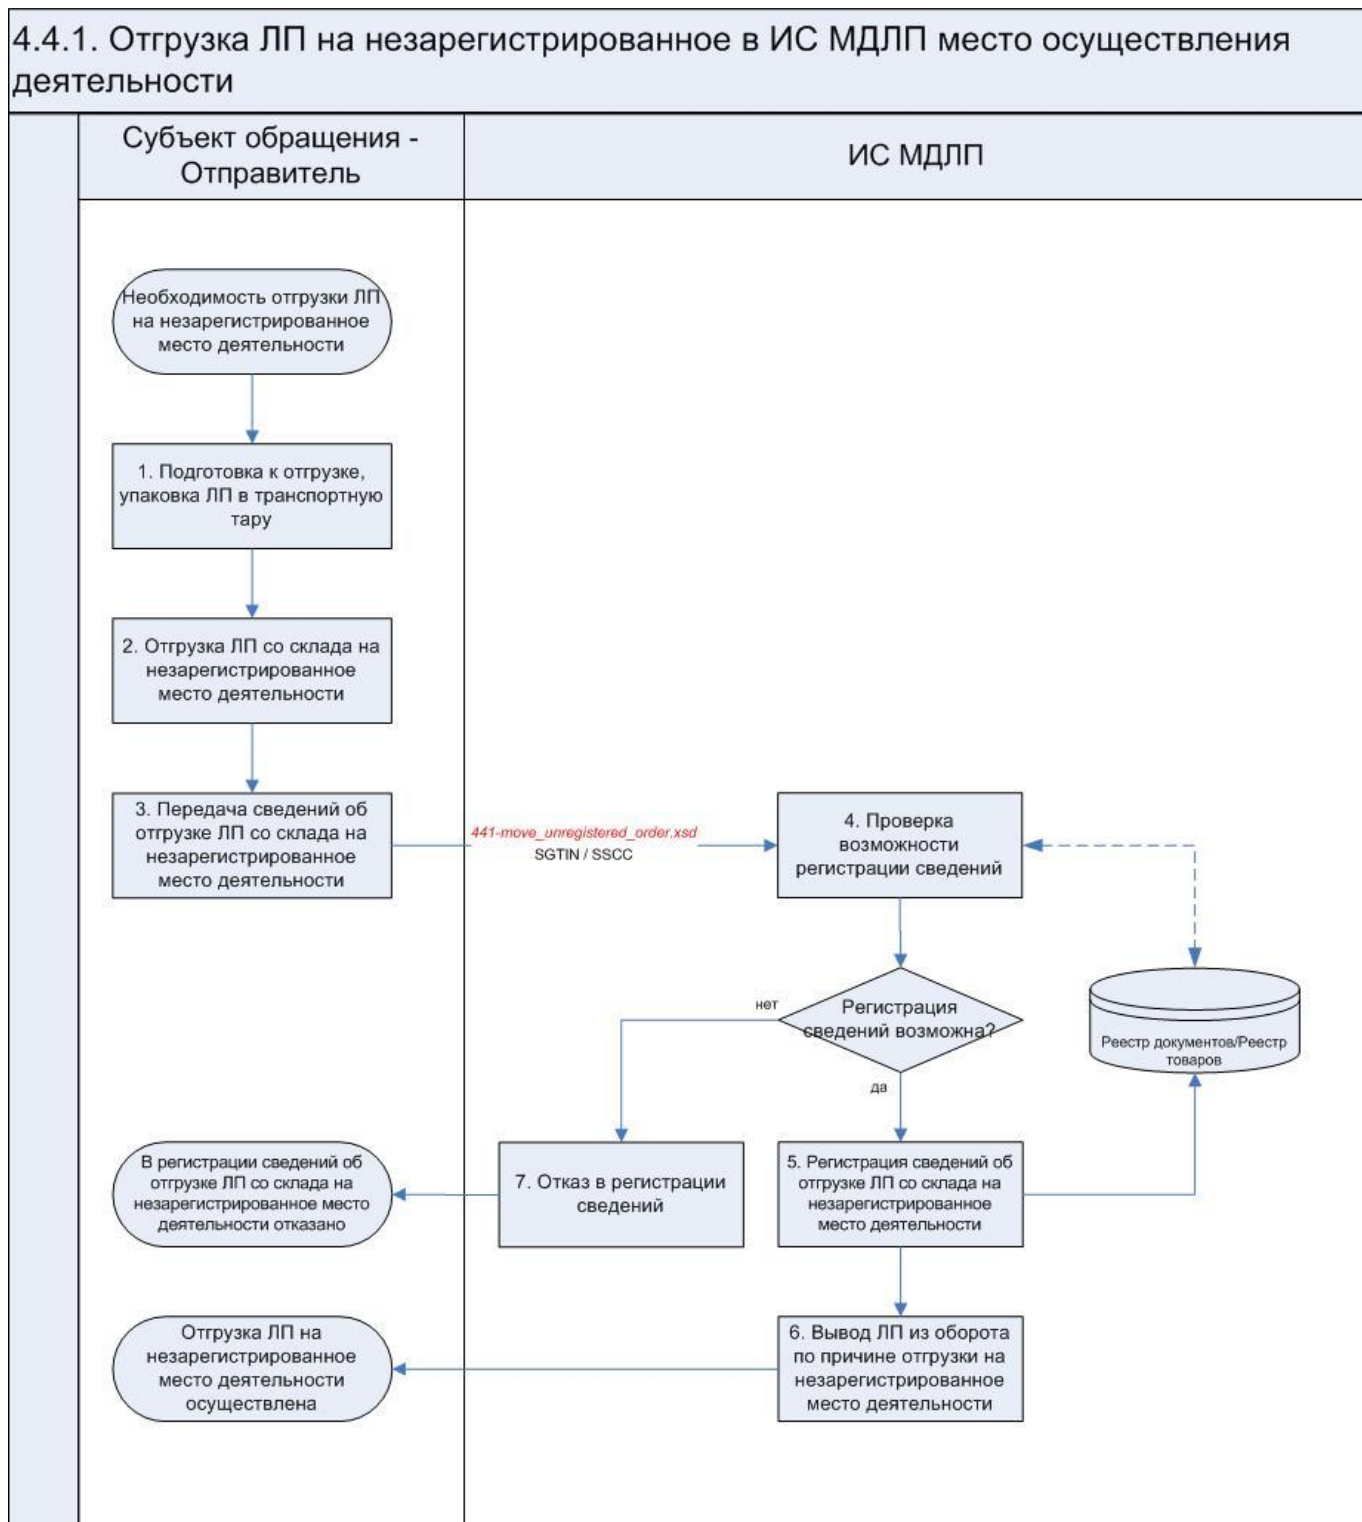 4.4.1. Отгрузка ЛП на незарегистрированное в ИС МДЛП место осуществления
деятельности
Субъект обращения -
Отправитель
ИС МДЛП
Необходимость отгрузки ЛП
на незарегистрированное
место деятельности
1. Подготовка к отгрузке,
упаковка ЛП в транспортную
тару
2. Отгрузка ЛП со склада на
незарегистрированное
место деятельности
3. Передача сведений об
отгрузке ЛП со склада на
незарегистрированное
место деятельности
441-move_unregistered_order.xsd
SGTIN / SSCC
4. Проверка
возможности
регистрации сведений
нет
Регистрация
сведений возможна?
да
Реестр документов/Реестр
товаров
В регистрации сведений об
отгрузке ЛП со склада на
незарегистрированное место
деятельности отказано
7. Отказ в регистрации
сведений
5. Регистрация сведений об
отгрузке ЛП со склада на
незарегистрированное
место деятельности
Отгрузка ЛП на
незарегистрированное
место деятельности
осуществлена
6. Вывод ЛП из оборота
по причине отгрузки на
незарегистрированное
место деятельности